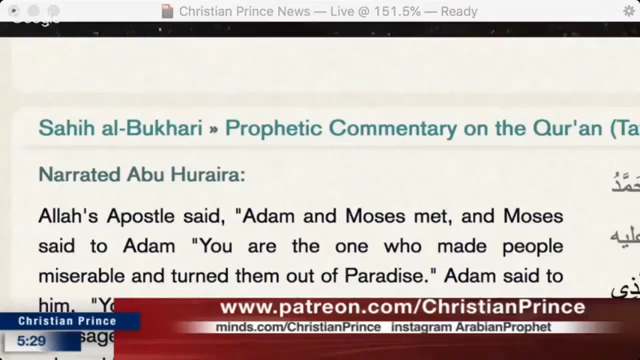 Christian Prince News — Live @ 151.5% — Ready
Google
Sahih al-Bukhari » Prophetic Commentary on the Qur'an (Ta
Narrated Abu Huraira:
Allah's Apostle said, "Adam and Moses met, and Moses
said to Adam "You are the one who made people
miserable and turned them out of Paradise." Adam said to
him, "Yo
www.patreon.com/ChristianPrince
minds.com/ChristianPrince instagram ArabianProphet
Christian Prince
5:29